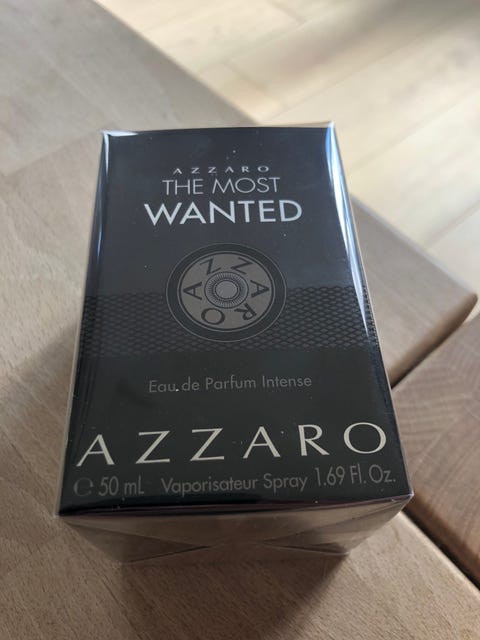 AZZARO
THE MOST
WANTED
AZZARO
Eau de Parfum Intense
AZZARO
℮ 50 mL Vaporisateur Spray 1.69 Fl. Oz.